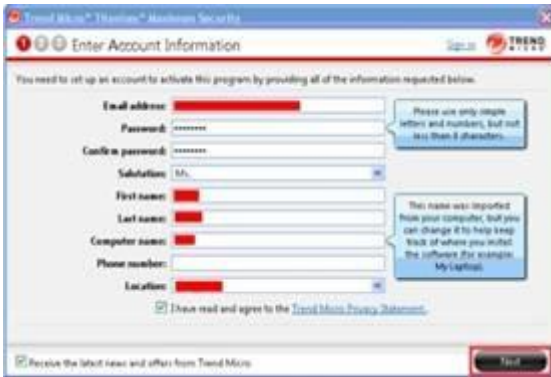 Trend Micro™ Titanium™ Maximum Security
Enter Account Information
Sign in
TREND MICRO
You need to set up an account to activate this program by providing all of the information requested below.
Email address:
Password: ••••••••
Please use only simple letters and numbers, but not less than 8 characters.
Confirm password: ••••••••
Salutation: Ms.
First name:
Last name:
Computer name:
This name was imported from your computer, but you can change it to help keep track of where you install the software (for example: My Laptop).
Phone number:
Location:
I have read and agree to the Trend Micro Privacy Statement.
Receive the latest news and offers from Trend Micro
Next